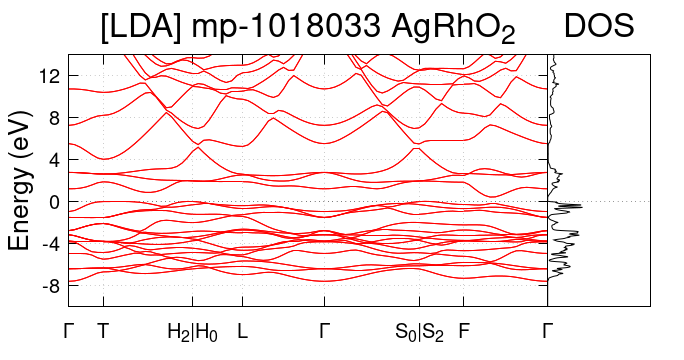 [LDA] mp-1018033 AgRhO₂ DOS
Energy (eV)
12
8
4
0
-4
-8
Γ T H₂|H₀ L Γ S₀|S₂ F Γ